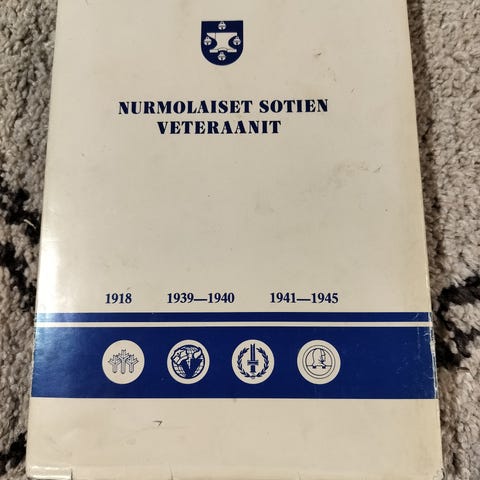 NURMOLAISET SOTIEN
VETERAANIT
1918 1939—1940 1941—1945